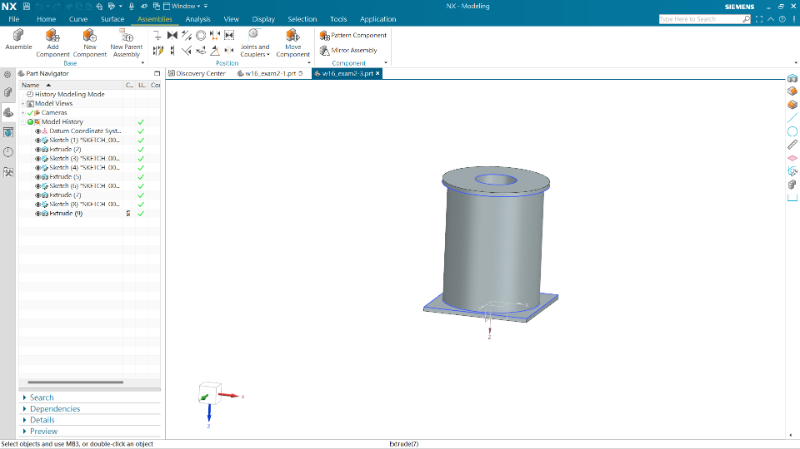 NX Window NX - Modeling SIEMENS
File Home Curve Surface Assemblies Analysis View Display Selection Tools Application Type Here to Search
Assemble Add Component New Component New Parent Assembly Joints and Couplers Move Component Pattern Component
Mirror Assembly
Base Position Component
Part Navigator Discovery Center w16_exam2-1.prt w16_exam2-3.prt
Name C... U... Cor
History Modeling Mode
Model Views
Cameras
Model History
Datum Coordinate Syst...
Sketch (1) "SKETCH_00...
Extrude (2)
Sketch (3) "SKETCH_00...
Sketch (4) "SKETCH_00...
Extrude (5)
Sketch (6) "SKETCH_00...
Extrude (7)
Sketch (8) "SKETCH_00...
Extrude (9)
Z
X
Z
Search
Dependencies
Details
Preview
Select objects and use MB3, or double-click an object Extrude(7)